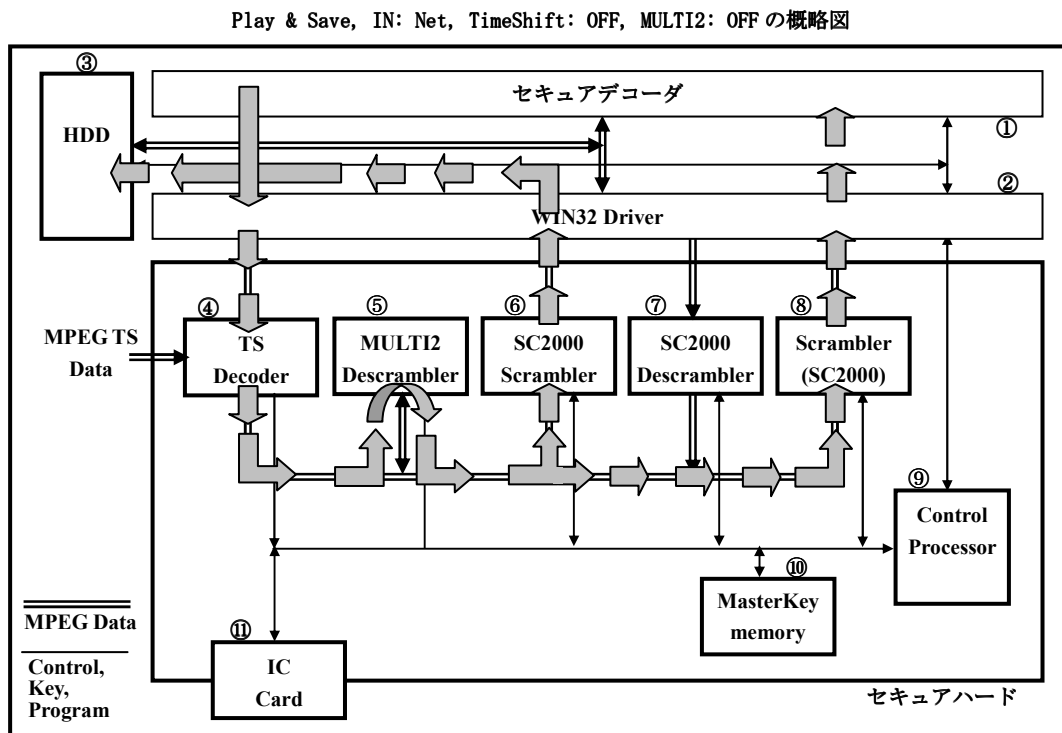 Play & Save, IN: Net, TimeShift: OFF, MULTI2: OFF の概略図
③
セキュアデコーダ
HDD
①
②
WIN32 Driver
④
⑤
⑥
⑦
⑧
MPEG TS
Data
TS
Decoder
MULTI2
Descrambler
SC2000
Scrambler
SC2000
Descrambler
Scrambler
(SC2000)
⑨
Control
Processor
⑩
MasterKey
memory
MPEG Data
Control,
Key,
Program
⑪
IC
Card
セキュアハード